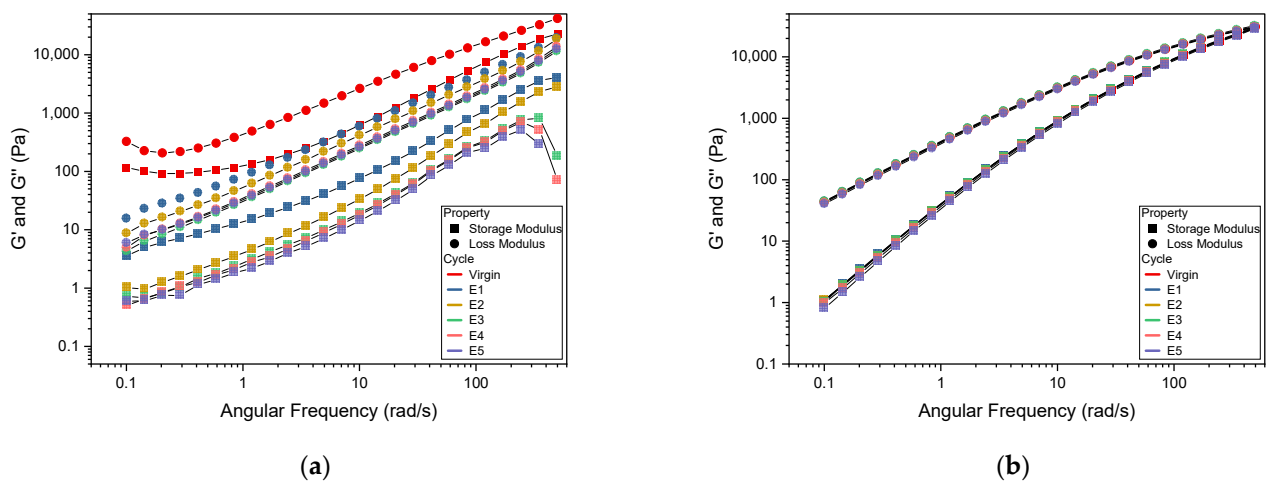 G' and G'' (Pa)
10,000
1,000
100
10
1
0.1
0.1 1 10 100
Angular Frequency (rad/s)
Property
Storage Modulus
Loss Modulus
Cycle
Virgin
E1
E2
E3
E4
E5
(a)
G' and G'' (Pa)
10,000
1,000
100
10
1
0.1
0.1 1 10 100
Angular Frequency (rad/s)
Property
Storage Modulus
Loss Modulus
Cycle
Virgin
E1
E2
E3
E4
E5
(b)